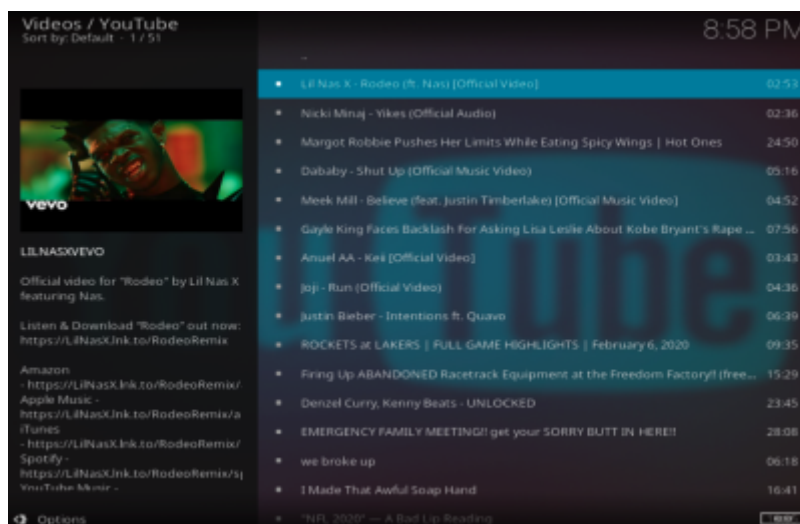 Videos / YouTube
Sort by: Default · 1 / 51
8:58 PM
..
Lil Nas X - Rodeo (ft. Nas) [Official Video] 02:53
Nicki Minaj - Yikes (Official Audio) 02:36
Margot Robbie Pushes Her Limits While Eating Spicy Wings | Hot Ones 24:50
Dababy - Shut Up (Official Music Video) 05:16
Meek Mill - Believe (feat. Justin Timberlake) [Official Music Video] 04:52
Gayle King Faces Backlash For Asking Lisa Leslie About Kobe Bryant's Rape ... 07:56
Anuel AA - Keii [Official Video] 03:43
Joji - Run (Official Video) 04:36
Justin Bieber - Intentions ft. Quavo 06:39
ROCKETS at LAKERS | FULL GAME HIGHLIGHTS | February 6, 2020 09:35
Firing Up ABANDONED Racetrack Equipment at the Freedom Factory!! (free... 15:29
Denzel Curry, Kenny Beats - UNLOCKED 23:45
EMERGENCY FAMILY MEETING!! get your SORRY BUTT IN HERE!! 28:08
we broke up 06:18
I Made That Awful Soap Hand 16:41
"NFL 2020" — A Bad Lip Reading
vevo
LILNASXVEVO
Official video for "Rodeo" by Lil Nas X
featuring Nas.
Listen & Download "Rodeo" out now:
https://LilNasX.lnk.to/RodeoRemix
Amazon
- https://LilNasX.lnk.to/RodeoRemix/
Apple Music -
https://LilNasX.lnk.to/RodeoRemix/a
iTunes
- https://LilNasX.lnk.to/RodeoRemix/
Spotify -
https://LilNasX.lnk.to/RodeoRemix/sp
YouTube Music -
Options
Tube